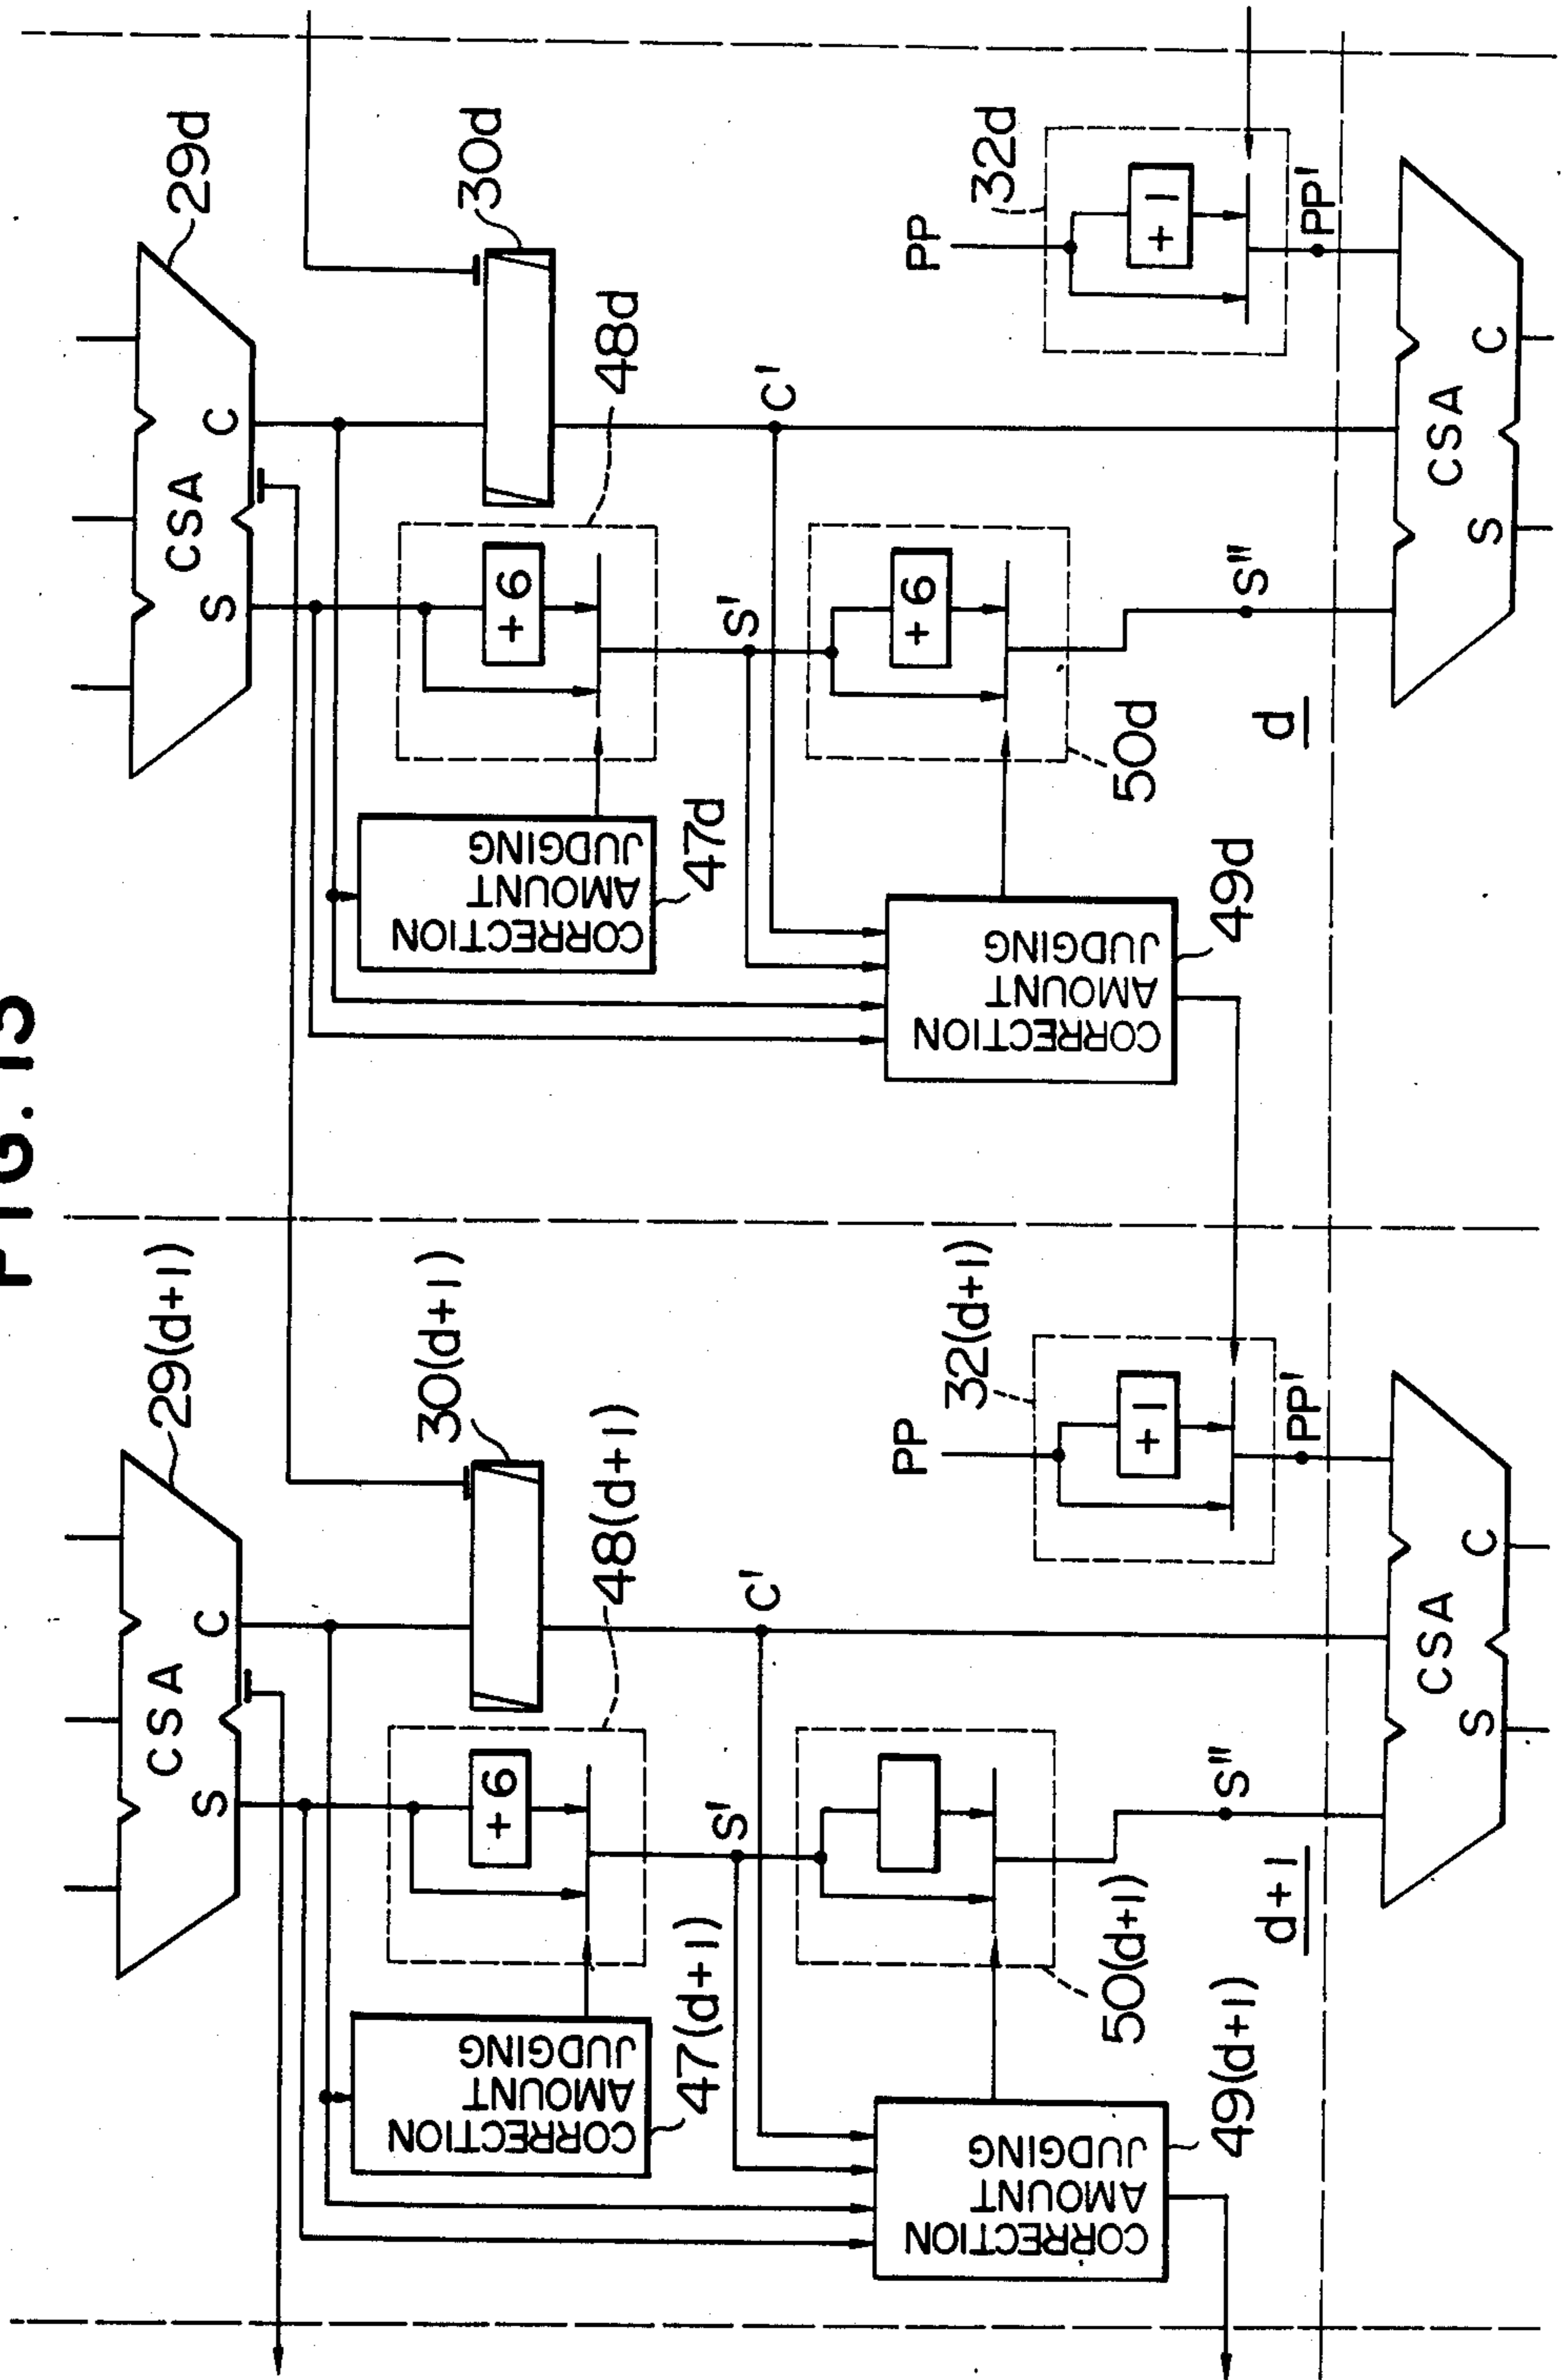 FIG. 13
29(d+1)
CSA
S
C
30(d+1)
+6
48(d+1)
CORRECTION
AMOUNT
JUDGING
47(d+1)
S'
C'
PP
32(d+1)
+1
PP'
50(d+1)
CORRECTION
AMOUNT
JUDGING
49(d+1)
S"
d+1
CSA
S
C
29d
CSA
S
C
30d
+6
48d
CORRECTION
AMOUNT
JUDGING
47d
S'
C'
PP
32d
+1
PP'
+6
50d
CORRECTION
AMOUNT
JUDGING
49d
S"
d
CSA
S
C